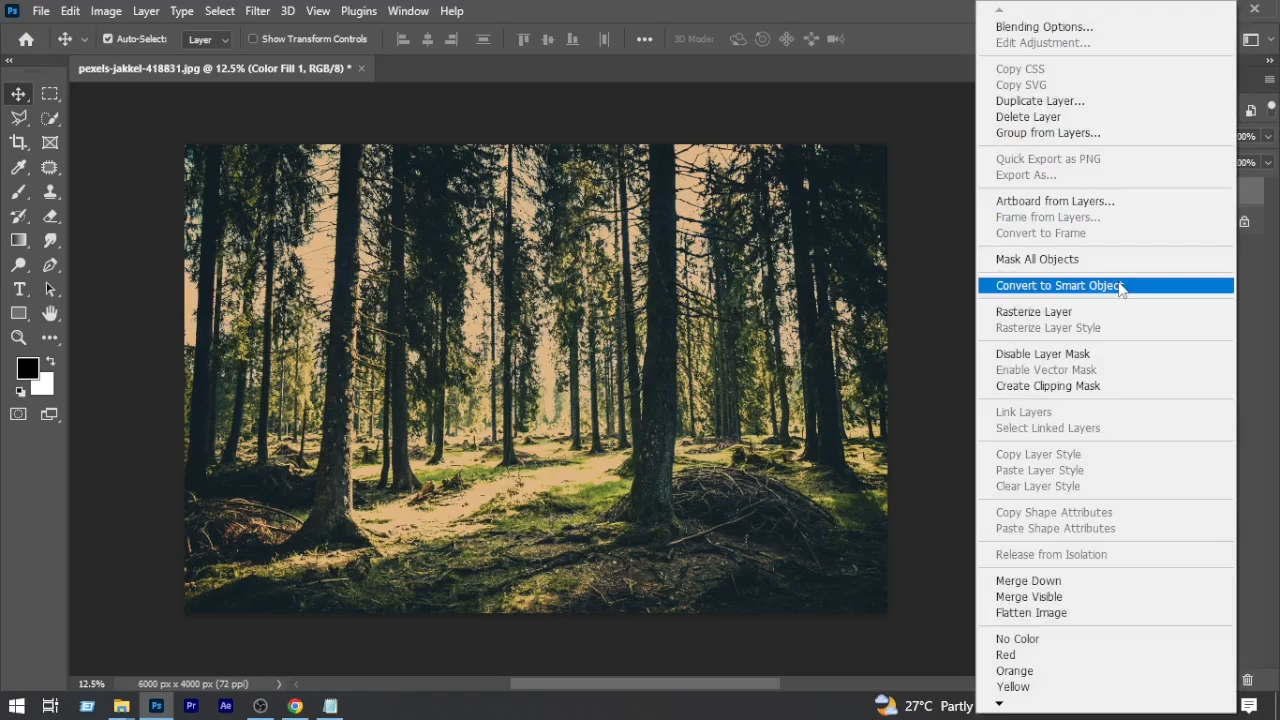 Ps File Edit Image Layer Type Select Filter 3D View Plugins Window Help
Auto-Select: Layer Show Transform Controls ••• 3D Mode:
pexels-jakkel-418831.jpg @ 12.5% (Color Fill 1, RGB/8) * ×
Blending Options...
Edit Adjustment...
Copy CSS
Copy SVG
Duplicate Layer...
Delete Layer
Group from Layers...
Quick Export as PNG
Export As...
Artboard from Layers...
Frame from Layers...
Convert to Frame
Mask All Objects
Convert to Smart Object
Rasterize Layer
Rasterize Layer Style
Disable Layer Mask
Enable Vector Mask
Create Clipping Mask
Link Layers
Select Linked Layers
Copy Layer Style
Paste Layer Style
Clear Layer Style
Copy Shape Attributes
Paste Shape Attributes
Release from Isolation
Merge Down
Merge Visible
Flatten Image
No Color
Red
Orange
Yellow
12.5% 6000 px x 4000 px (72 ppi)
Ps Pr Ae 27°C Partly